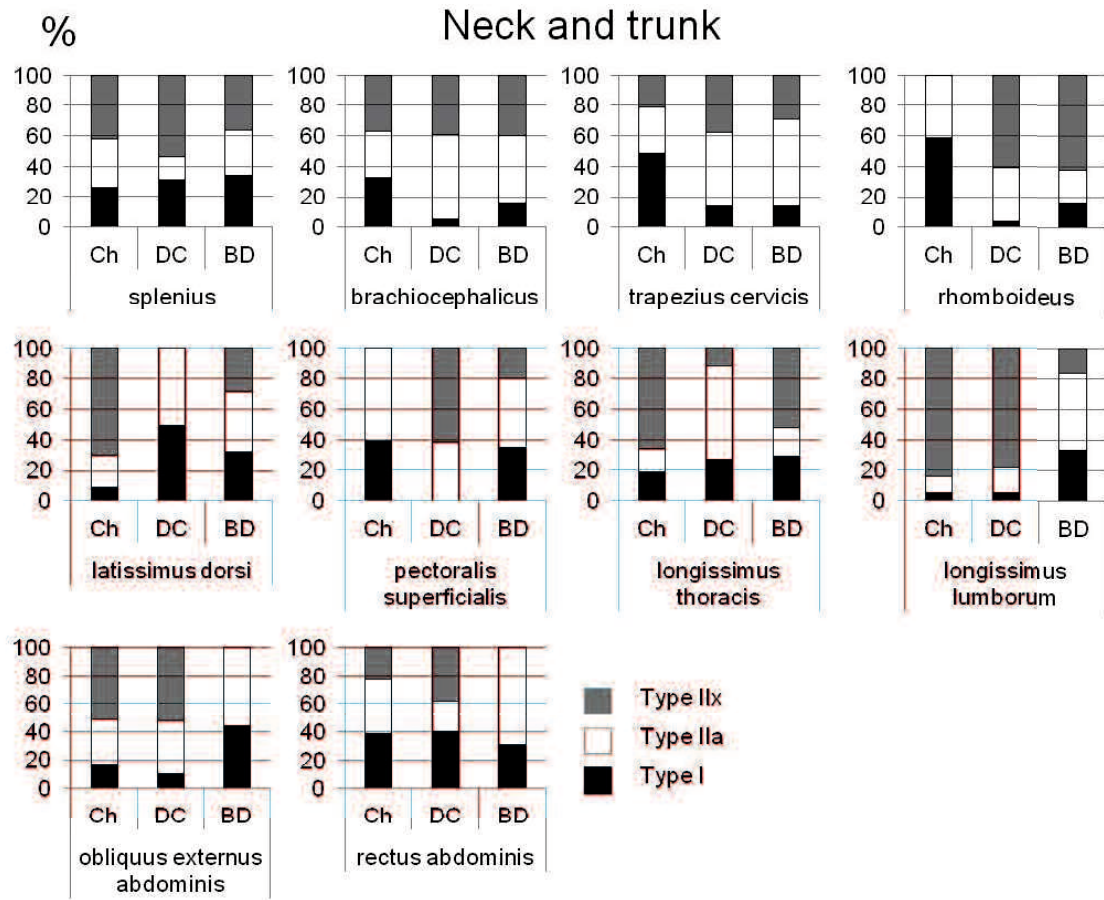 %
Neck and trunk
100 100 100 100
80 80 80 80
60 60 60 60
40 40 40 40
20 20 20 20
0 0 0 0
Ch DC BD Ch DC BD Ch DC BD Ch DC BD
splenius brachiocephalicus trapezius cervicis rhomboideus
100 100 100 100
80 80 80 80
60 60 60 60
40 40 40 40
20 20 20 20
0 0 0 0
Ch DC BD Ch DC BD Ch DC BD Ch DC BD
latissimus dorsi pectoralis longissimus longissimus
superficialis thoracis lumborum
100 100
80 80 Type IIx
60 60
40 40 Type IIa
20 20 Type I
0 0
Ch DC BD Ch DC BD
obliquus externus rectus abdominis
abdominis